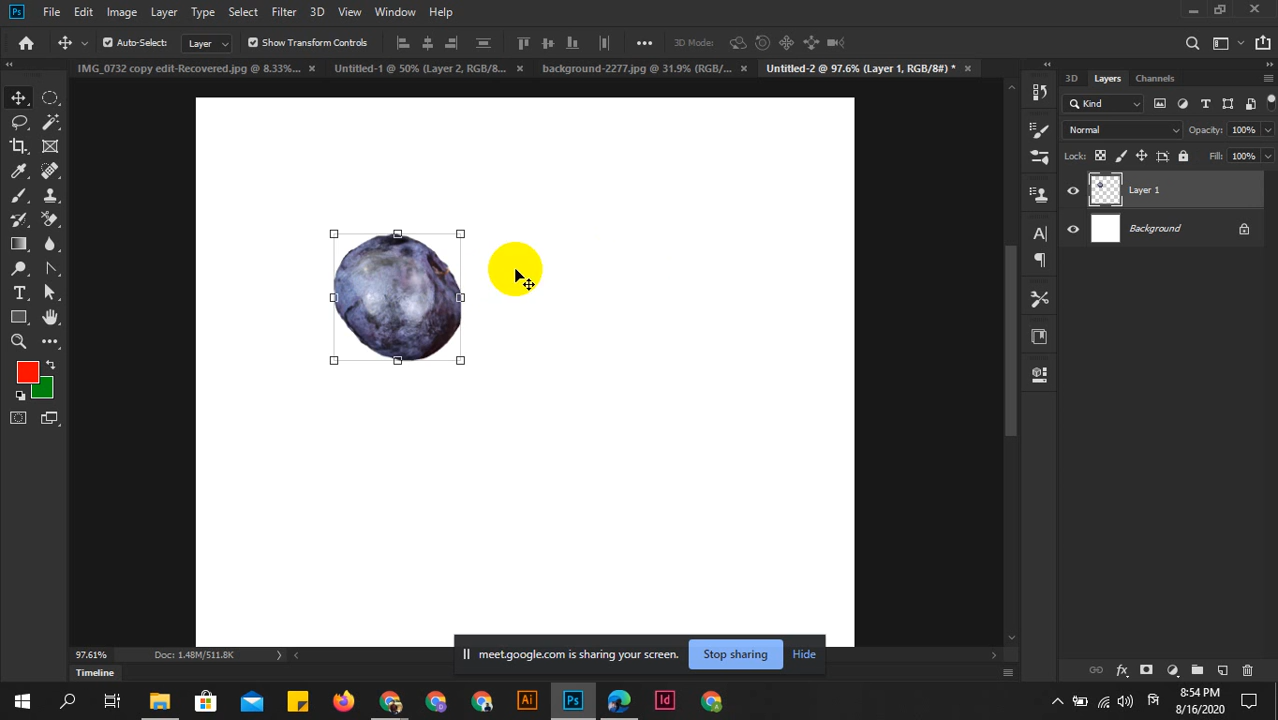 Ps File Edit Image Layer Type Select Filter 3D View Window Help
Auto-Select: Layer Show Transform Controls 3D Mode:
IMG_0732 copy edit-Recovered.jpg @ 8.33%... × Untitled-1 @ 50% (Layer 2, RGB/8... × background-2277.jpg @ 31.9% (RGB/... × Untitled-2 @ 97.6% (Layer 1, RGB/8#) * ×
3D Layers Channels
Kind
Normal Opacity: 100%
Lock: Fill: 100%
Layer 1
Background
97.61% Doc: 1.48M/511.8K
meet.google.com is sharing your screen. Stop sharing Hide
Timeline
Ai Ps Id
8:54 PM
8/16/2020